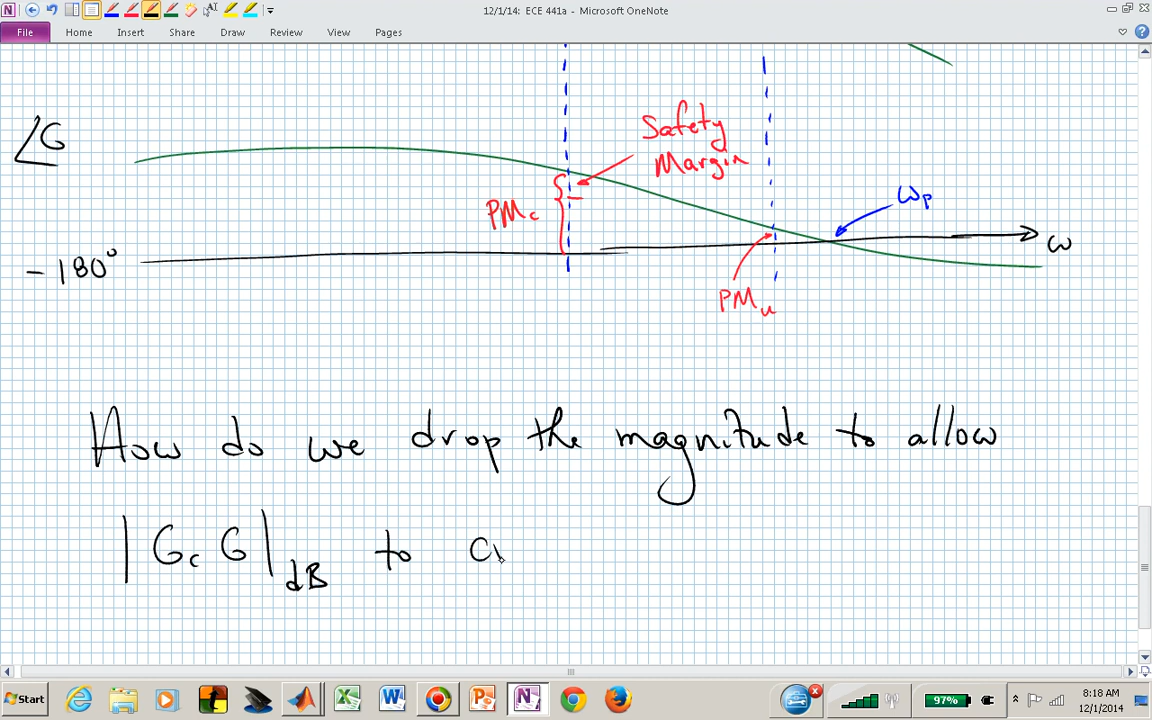 12/1/14: ECE 441a - Microsoft OneNote
File Home Insert Share Draw Review View Pages
∠G
Safety
Margin
PMc
ωp
ω
-180°
PMu
How do we drop the magnitude to allow
|Gc G|dB to
97%
8:18 AM
12/1/2014
Start